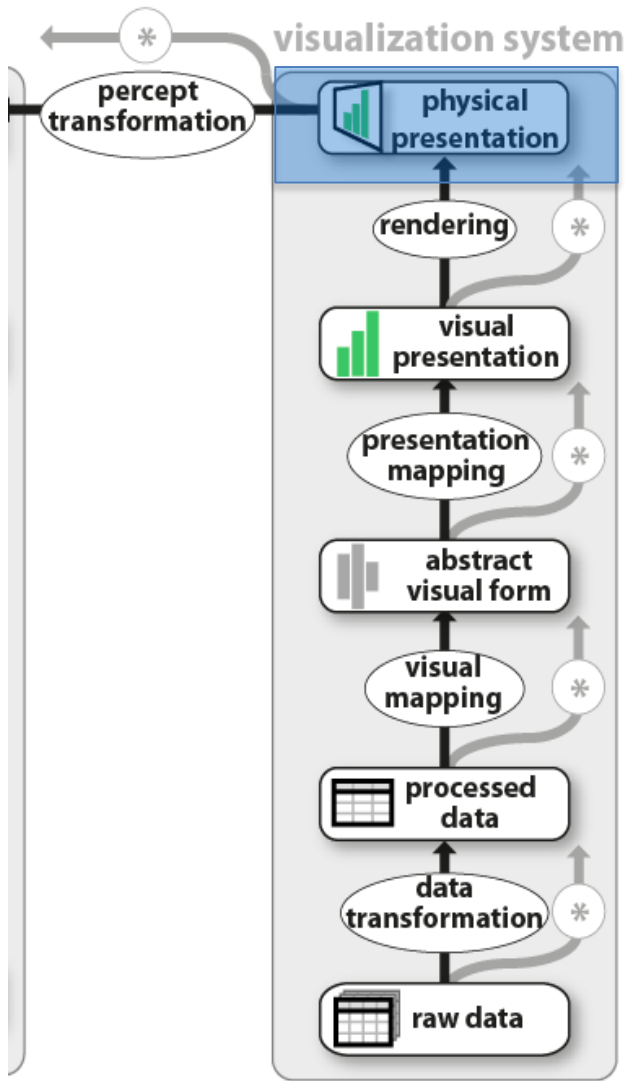 *
visualization system
percept
transformation
physical
presentation
rendering
*
visual
presentation
presentation
mapping
*
abstract
visual form
visual
mapping
*
processed
data
data
transformation
*
raw data